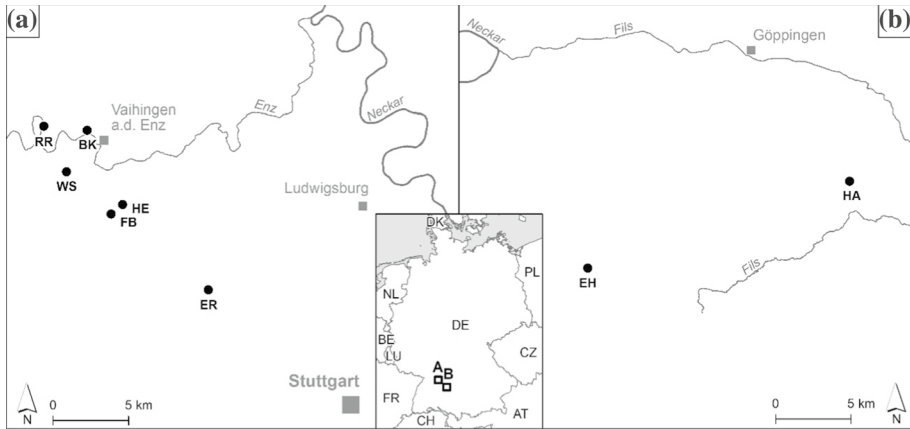 (a)
Neckar
Enz
Vaihingen
a.d. Enz
RR
BK
WS
HE
FB
Ludwigsburg
ER
Stuttgart
N
0 5 km
DK
PL
NL
DE
BE
LU
CZ
A
B
FR
CH
AT
(b)
Neckar
Fils
Göppingen
HA
EH
Fils
0 5 km
N